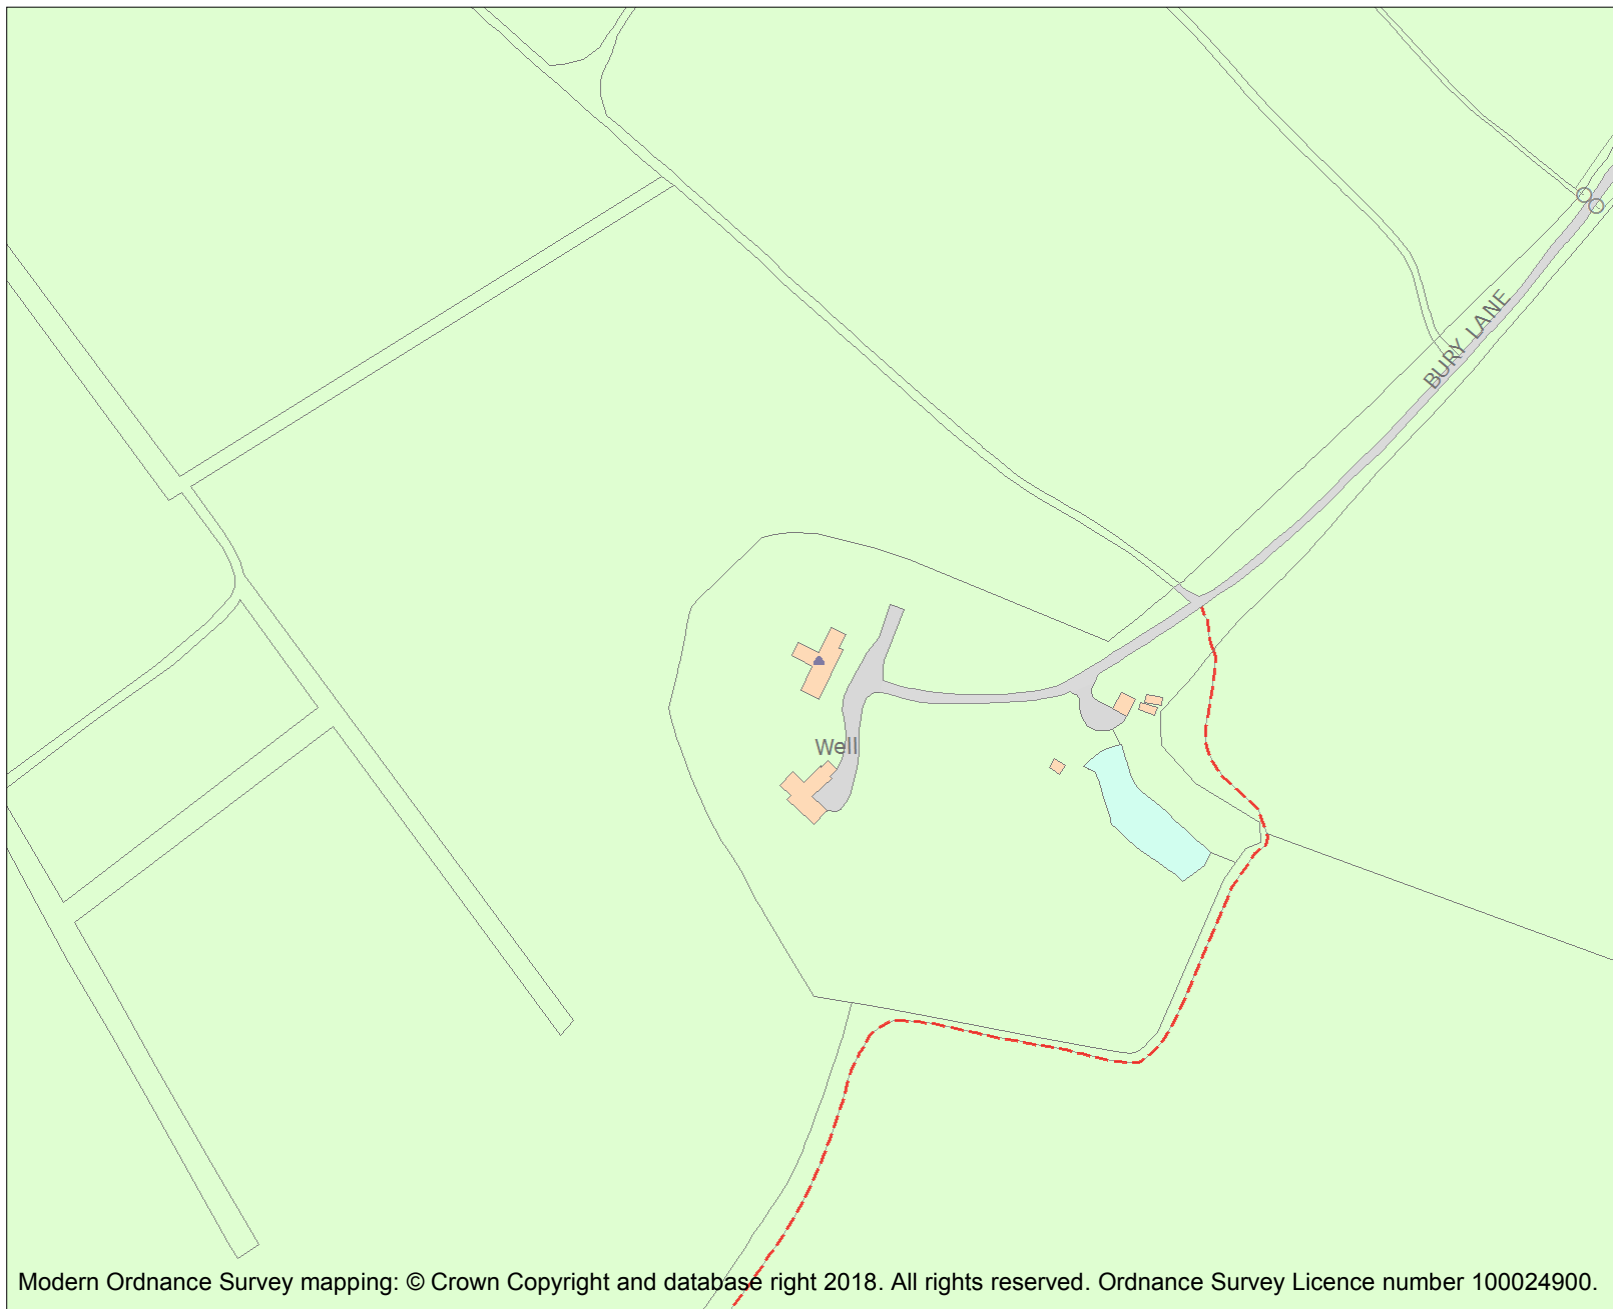 BURY LANE
Well
Modern Ordnance Survey mapping: © Crown Copyright and database right 2018. All rights reserved. Ordnance Survey Licence number 100024900.